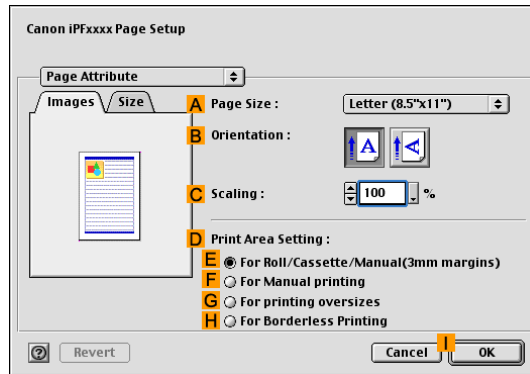 Canon iPFxxxx Page Setup
Page Attribute
Images Size
A Page Size : Letter (8.5"x11")
B Orientation : A A
C Scaling : 100 %
D Print Area Setting :
E For Roll/Cassette/Manual(3mm margins)
F For Manual printing
G For printing oversizes
H For Borderless Printing
? Revert Cancel I OK